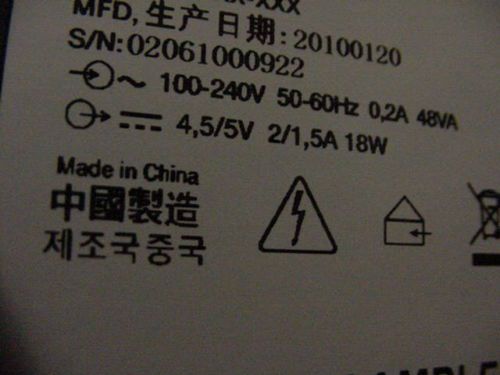 MFD, 生产日期: 20100120
S/N: 02061000922
100-240V 50-60Hz 0,2A 48VA
4,5/5V 2/1,5A 18W
Made in China
中國製造
제조국중국